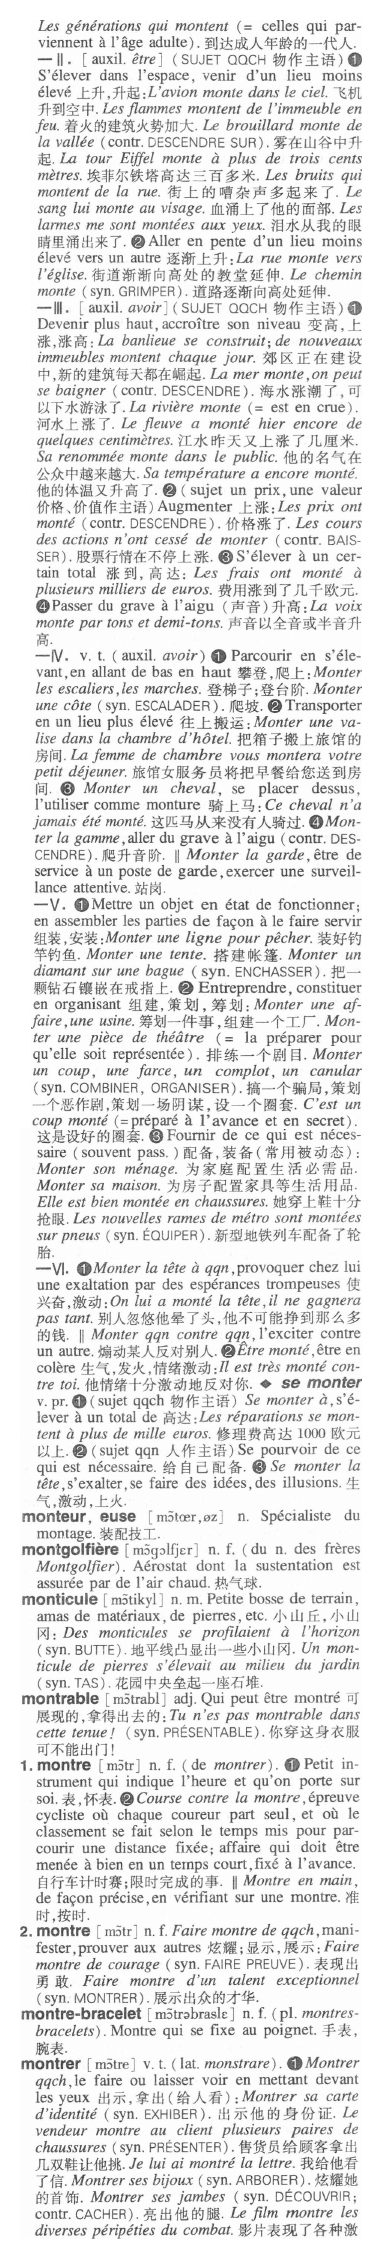 Les générations qui montent (= celles qui par-
viennent à l'âge adulte). 到达成人年龄的一代人.
—Ⅱ. [auxil. être] (SUJET QQCH 物作主语) ❶
S'élever dans l'espace, venir d'un lieu moins
élevé 上升,升起:L'avion monte dans le ciel. 飞机
升到空中. Les flammes montent de l'immeuble en
feu. 着火的建筑火势加大. Le brouillard monte de
la vallée (contr. DESCENDRE SUR). 雾在山谷中升
起. La tour Eiffel monte à plus de trois cents
mètres. 埃菲尔铁塔高达三百多米. Les bruits qui
montent de la rue. 街上的嘈杂声多起来了. Le
sang lui monte au visage. 血涌上了他的面部. Les
larmes me sont montées aux yeux. 泪水从我的眼
睛里涌出来了. ❷ Aller en pente d'un lieu moins
élevé vers un autre 逐渐上升:La rue monte vers
l'église. 街道渐渐向高处的教堂延伸. Le chemin
monte (syn. GRIMPER). 道路逐渐向高处延伸.
—Ⅲ. [auxil. avoir] (SUJET QQCH 物作主语) ❶
Devenir plus haut, accroître son niveau 变高,上
涨,涨高: La banlieue se construit; de nouveaux
immeubles montent chaque jour. 郊区正在建设
中,新的建筑每天都在崛起. La mer monte, on peut
se baigner (contr. DESCENDRE). 海水涨潮了,可
以下水游泳了. La rivière monte (= est en crue).
河水上涨了. Le fleuve a monté hier encore de
quelques centimètres. 江水昨天又上涨了几厘米.
Sa renommée monte dans le public. 他的名气在
公众中越来越大. Sa température a encore monté.
他的体温又升高了. ❷ (sujet un prix, une valeur
价格、价值作主语) Augmenter 上涨: Les prix ont
monté (contr. DESCENDRE). 价格涨了. Les cours
des actions n'ont cessé de monter (contr. BAIS-
SER). 股票行情在不停上涨. ❸ S'élever à un cer-
tain total 涨到,高达: Les frais ont monté à
plusieurs milliers de euros. 费用涨到了几千欧元.
❹ Passer du grave à l'aigu (声音)升高:La voix
monte par tons et demi-tons. 声音以全音或半音升
高.
—Ⅳ. v. t. (auxil. avoir) ❶ Parcourir en s'éle-
vant, en allant de bas en haut 攀登,爬上: Monter
les escaliers, les marches. 登梯子;登台阶. Monter
une côte (syn. ESCALADER). 爬坡. ❷ Transporter
en un lieu plus élevé 往上搬运: Monter une va-
lise dans la chambre d'hôtel. 把箱子搬上旅馆的
房间. La femme de chambre vous montera votre
petit déjeuner. 旅馆女服务员将把早餐给您送到房
间. ❸ Monter un cheval, se placer dessus,
l'utiliser comme monture 骑上马: Ce cheval n'a
jamais été monté. 这匹马从来没有人骑过. ❹ Mon-
ter la gamme, aller du grave à l'aigu (contr. DES-
CENDRE). 爬升音阶. ‖ Monter la garde, être de
service à un poste de garde, exercer une surveil-
lance attentive. 站岗.
—Ⅴ. ❶ Mettre un objet en état de fonctionner;
en assembler les parties de façon à le faire servir
组装,安装:Monter une ligne pour pêcher. 装好钓
竿钓鱼. Monter une tente. 搭建帐篷. Monter un
diamant sur une bague (syn. ENCHASSER). 把一
颗钻石镶嵌在戒指上. ❷ Entreprendre, constituer
en organisant 组建,策划,筹划: Monter une af-
faire, une usine. 筹划一件事,组建一个工厂. Mon-
ter une pièce de théâtre (= la préparer pour
qu'elle soit représentée). 排练一个剧目. Monter
un coup, une farce, un complot, un canular
(syn. COMBINER, ORGANISER). 搞一个骗局,策划
一个恶作剧,策划一场阴谋,设一个圈套. C'est un
coup monté (=préparé à l'avance et en secret).
这是设好的圈套. ❸ Fournir de ce qui est néces-
saire (souvent pass.) 配备,装备(常用被动态):
Monter son ménage. 为家庭配置生活必需品.
Monter sa maison. 为房子配置家具等生活用品.
Elle est bien montée en chaussures. 她穿上鞋十分
抢眼. Les nouvelles rames de métro sont montées
sur pneus (syn. ÉQUIPER). 新型地铁列车配备了轮
胎.
—Ⅵ. ❶ Monter la tête à qqn, provoquer chez lui
une exaltation par des espérances trompeuses 使
兴奋,激动: On lui a monté la tête, il ne gagnera
pas tant. 别人忽悠他晕了头,他不可能挣到那么多
的钱. ‖ Monter qqn contre qqn, l'exciter contre
un autre. 煽动某人反对别人. ❷ Être monté, être en
colère 生气,发火,情绪激动: Il est très monté con-
tre toi. 他情绪十分激动地反对你. ◆ se monter
v. pr. ❶ (sujet qqch 物作主语) Se monter à, s'é-
lever à un total de 高达:Les réparations se mon-
tent à plus de mille euros. 修理费高达 1000 欧元
以上. ❷ (sujet qqn 人作主语) Se pourvoir de ce
qui est nécessaire. 给自己配备. ❸ Se monter la
tête, s'exalter, se faire des idées, des illusions. 生
气,激动,上火.
monteur, euse [mɔ̃tœr,øz] n. Spécialiste du
montage. 装配技工.
montgolfière [mɔ̃gɔlfjɛr] n. f. (du n. des frères
Montgolfier). Aérostat dont la sustentation est
assurée par de l'air chaud. 热气球.
monticule [mɔ̃tikyl] n. m. Petite bosse de terrain,
amas de matériaux, de pierres, etc. 小山丘,小山
冈: Des monticules se profilaient à l'horizon
(syn. BUTTE). 地平线凸显出一些小山冈. Un mon-
ticule de pierres s'élevait au milieu du jardin
(syn. TAS). 花园中央垒起一座石堆.
montrable [mɔ̃trabl] adj. Qui peut être montré 可
展现的,拿得出去的: Tu n'es pas montrable dans
cette tenue! (syn. PRÉSENTABLE). 你穿这身衣服
可不能出门!
1. montre [mɔ̃tr] n. f. (de montrer). ❶ Petit in-
strument qui indique l'heure et qu'on porte sur
soi. 表,怀表. ❷ Course contre la montre, épreuve
cycliste où chaque coureur part seul, et où le
classement se fait selon le temps mis pour par-
courir une distance fixée; affaire qui doit être
menée à bien en un temps court, fixé à l'avance.
自行车计时赛;限时完成的事. ‖ Montre en main,
de façon précise, en vérifiant sur une montre. 准
时,按时.
2. montre [mɔ̃tr] n. f. Faire montre de qqch, mani-
fester, prouver aux autres 炫耀;显示,展示: Faire
montre de courage (syn. FAIRE PREUVE). 表现出
勇敢. Faire montre d'un talent exceptionnel
(syn. MONTRER). 展示出众的才华.
montre-bracelet [mɔ̃trəbraslɛ] n. f. (pl. montres-
bracelets). Montre qui se fixe au poignet. 手表,
腕表.
montrer [mɔ̃tre] v. t. (lat. monstrare). ❶ Montrer
qqch, le faire ou laisser voir en mettant devant
les yeux 出示,拿出(给人看): Montrer sa carte
d'identité (syn. EXHIBER). 出示他的身份证. Le
vendeur montre au client plusieurs paires de
chaussures (syn. PRÉSENTER). 售货员给顾客拿出
几双鞋让他挑. Je lui ai montré la lettre. 我给他看
了信. Montrer ses bijoux (syn. ARBORER). 炫耀她
的首饰. Montrer ses jambes (syn. DÉCOUVRIR;
contr. CACHER). 亮出他的腿. Le film montre les
diverses péripéties du combat. 影片表现了各种激